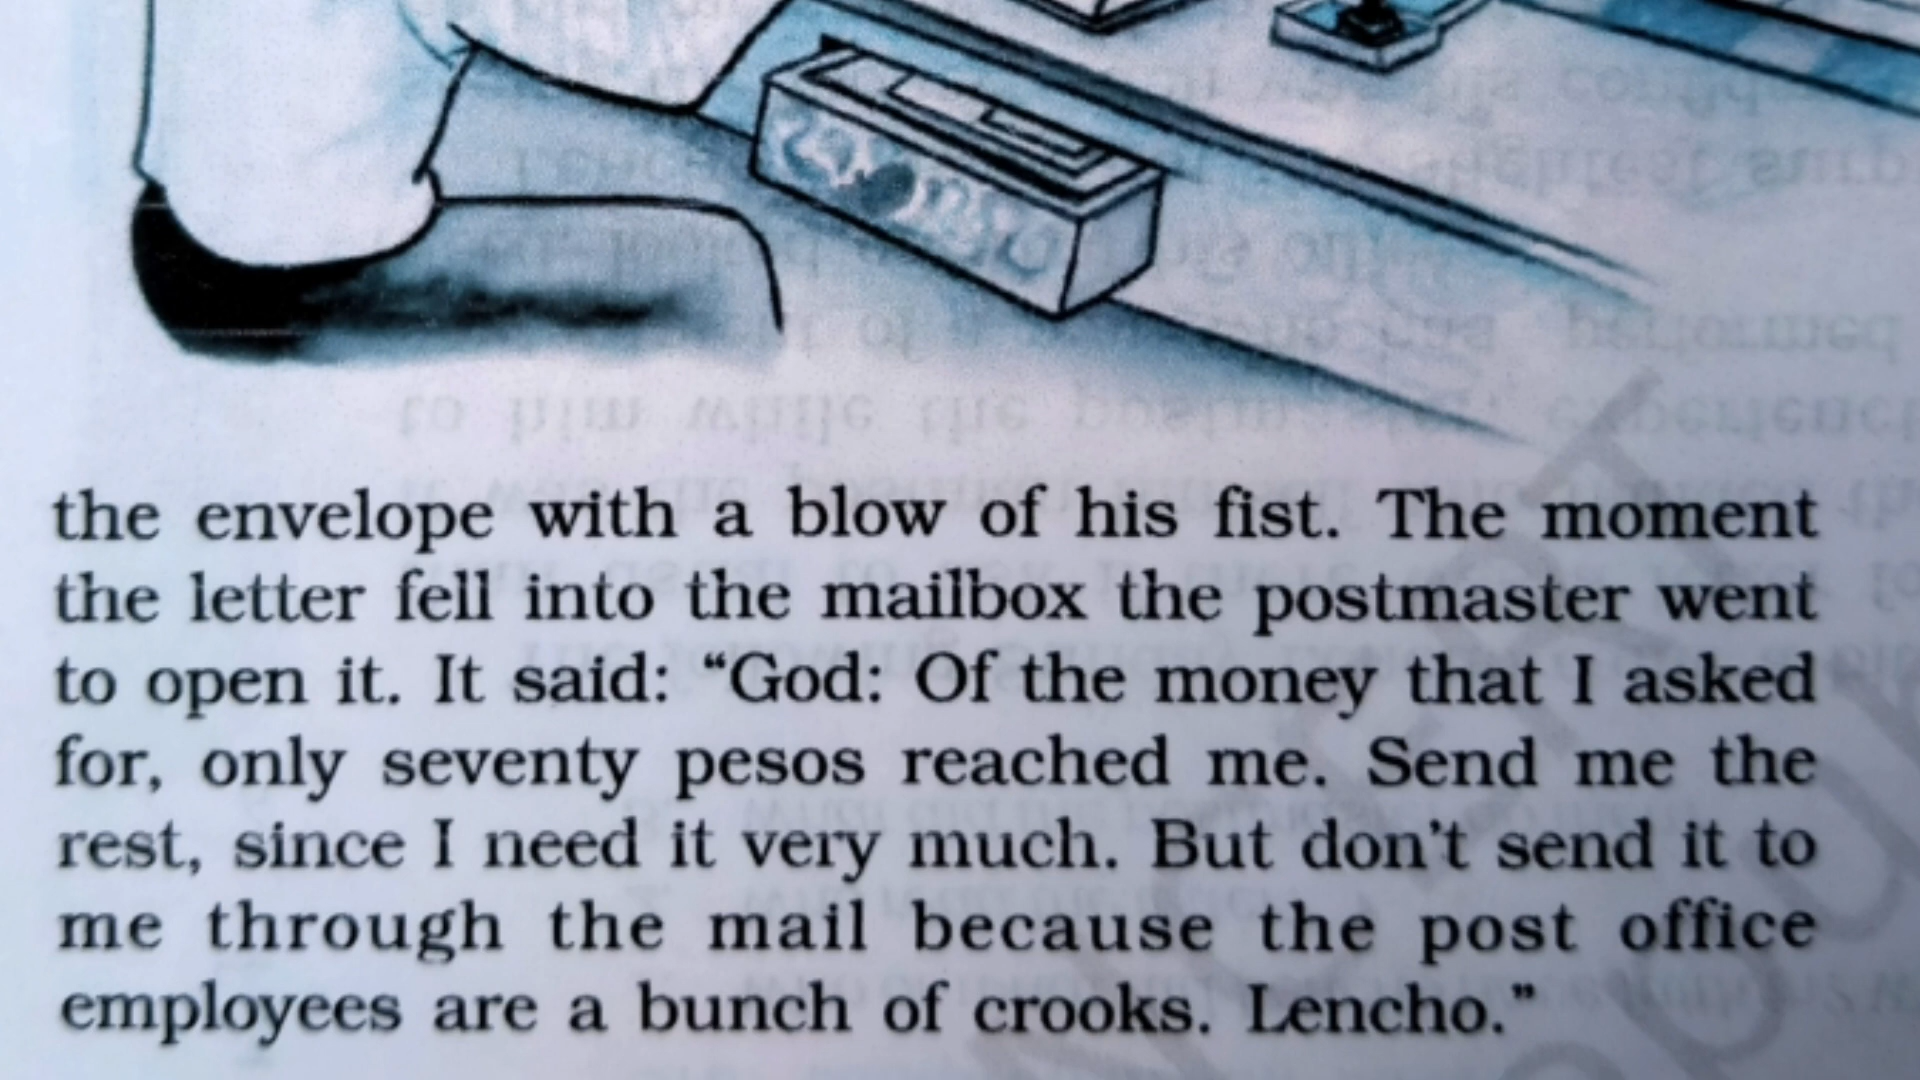 the envelope with a blow of his fist. The moment
the letter fell into the mailbox the postmaster went
to open it. It said: “God: Of the money that I asked
for, only seventy pesos reached me. Send me the
rest, since I need it very much. But don’t send it to
me through the mail because the post office
employees are a bunch of crooks. Lencho.”